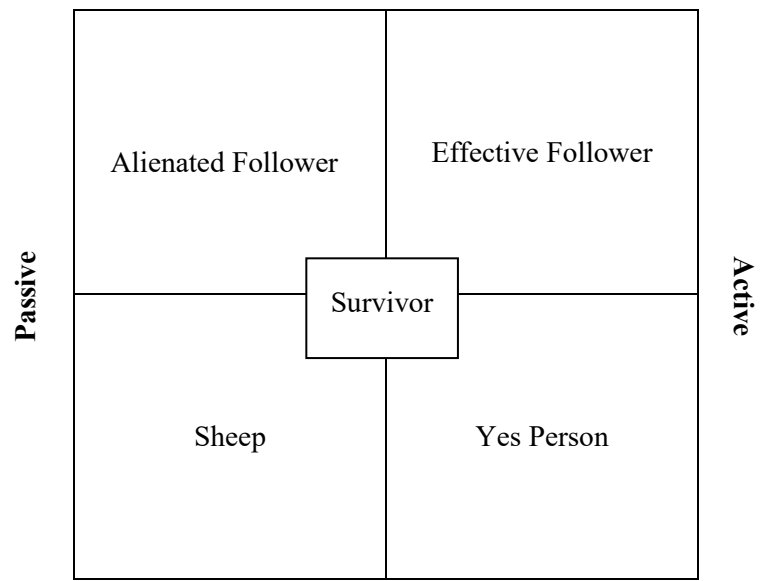 Alienated Follower
Effective Follower
Passive
Survivor
Active
Sheep
Yes Person